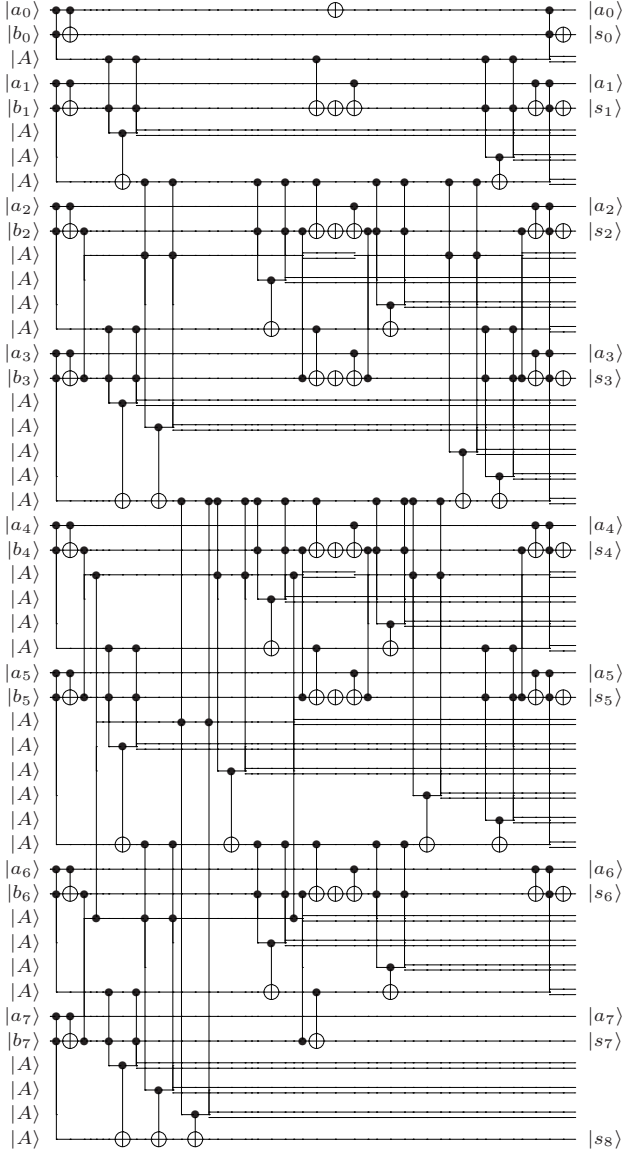 |a₀⟩ |a₀⟩
|b₀⟩ |s₀⟩
|A⟩
|a₁⟩ |a₁⟩
|b₁⟩ |s₁⟩
|A⟩
|A⟩
|A⟩
|a₂⟩ |a₂⟩
|b₂⟩ |s₂⟩
|A⟩
|A⟩
|A⟩
|A⟩
|a₃⟩ |a₃⟩
|b₃⟩ |s₃⟩
|A⟩
|A⟩
|A⟩
|A⟩
|A⟩
|a₄⟩ |a₄⟩
|b₄⟩ |s₄⟩
|A⟩
|A⟩
|A⟩
|A⟩
|a₅⟩ |a₅⟩
|b₅⟩ |s₅⟩
|A⟩
|A⟩
|A⟩
|A⟩
|A⟩
|A⟩
|a₆⟩ |a₆⟩
|b₆⟩ |s₆⟩
|A⟩
|A⟩
|A⟩
|A⟩
|a₇⟩ |a₇⟩
|b₇⟩ |s₇⟩
|A⟩
|A⟩
|A⟩
|A⟩ |s₈⟩